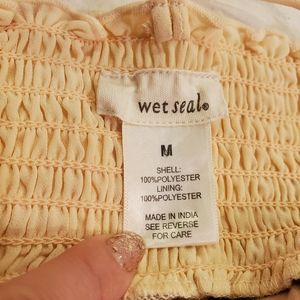 wet seal®
M
SHELL:
100%POLYESTER
LINING:
100%POLYESTER
MADE IN INDIA
SEE REVERSE
FOR CARE